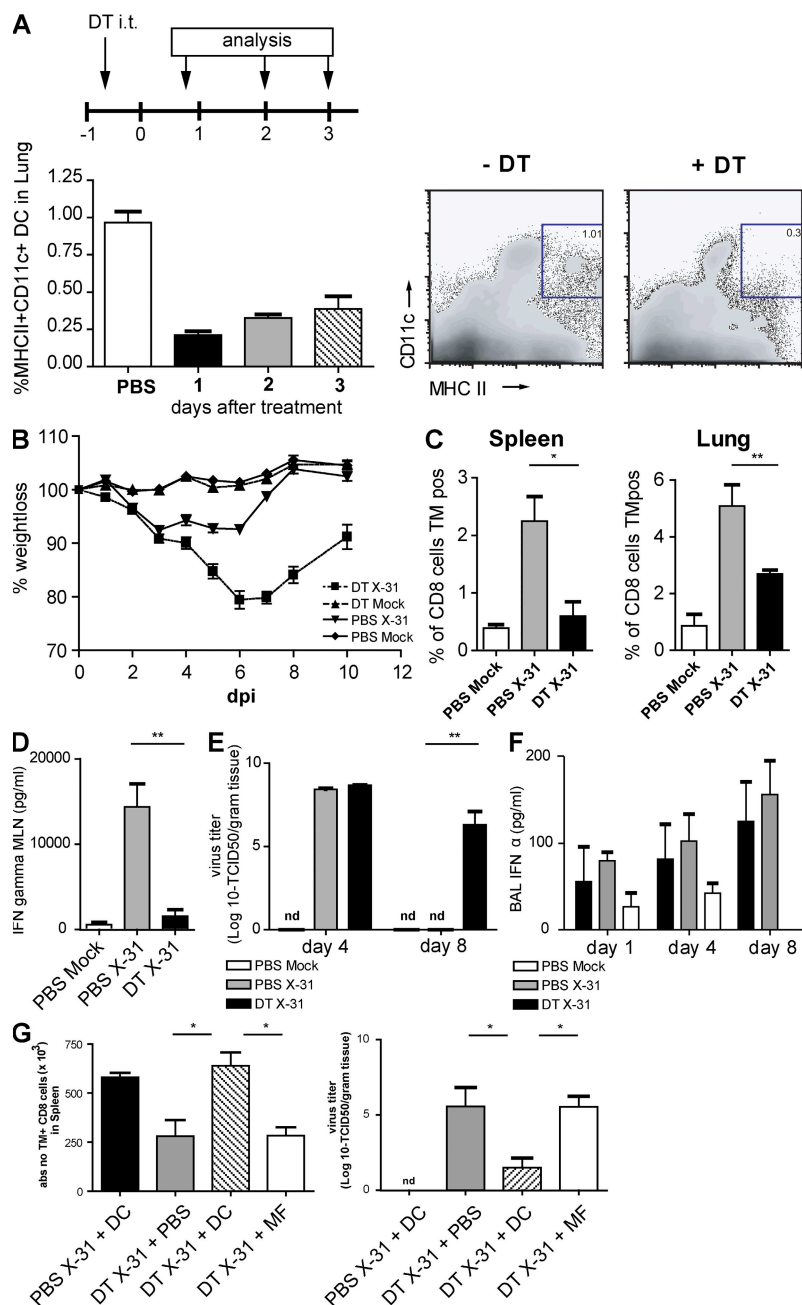 A
DT i.t.
analysis
-1 0 1 2 3
%MHCII+CD11c+ DC in Lung
1.25
1.00
0.75
0.50
0.25
0.00
PBS 1 2 3
days after treatment
- DT
+ DT
1.01
0.3
CD11c
MHC II
B
% weightloss
110
100
90
80
70
0 2 4 6 8 10 12
dpi
DT X-31
DT Mock
PBS X-31
PBS Mock
C
Spleen
Lung
% of CD8 cells TM pos
3
2
1
0
*
PBS Mock
PBS X-31
DT X-31
% of CD8 cells TMpos
6
4
2
0
**
PBS Mock
PBS X-31
DT X-31
D
IFN gamma MLN (pg/ml)
20000
10000
0
**
PBS Mock
PBS X-31
DT X-31
E
virus titer
(Log 10-TCID50/gram tissue)
10
5
0
**
nd
nd nd
day 4 day 8
PBS Mock
PBS X-31
DT X-31
F
BAL IFN α (pg/ml)
200
100
0
day 1 day 4 day 8
PBS Mock
PBS X-31
DT X-31
G
abs no TM+ CD8 cells (x 10³)
in Spleen
750
500
250
0
* *
PBS X-31 + DC
DT X-31 + PBS
DT X-31 + DC
DT X-31 + MF
virus titer
(Log 10-TCID50/gram tissue)
10
5
0
* *
nd
PBS X-31 + DC
DT X-31 + PBS
DT X-31 + DC
DT X-31 + MF